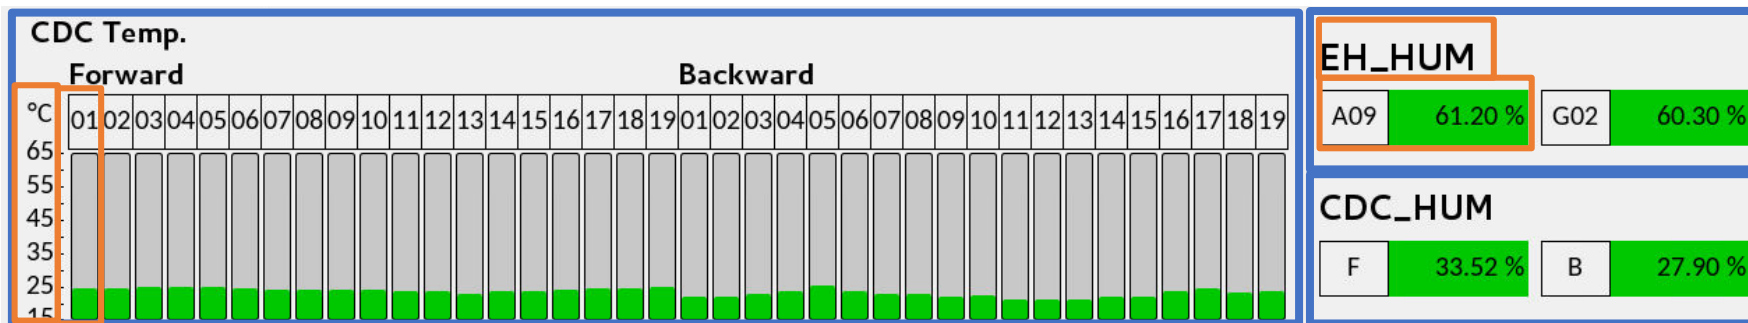 CDC Temp.
Forward Backward
°C 01 02 03 04 05 06 07 08 09 10 11 12 13 14 15 16 17 18 19 01 02 03 04 05 06 07 08 09 10 11 12 13 14 15 16 17 18 19
65
55
45
35
25
15
EH_HUM
A09 61.20 % G02 60.30 %
CDC_HUM
F 33.52 % B 27.90 %